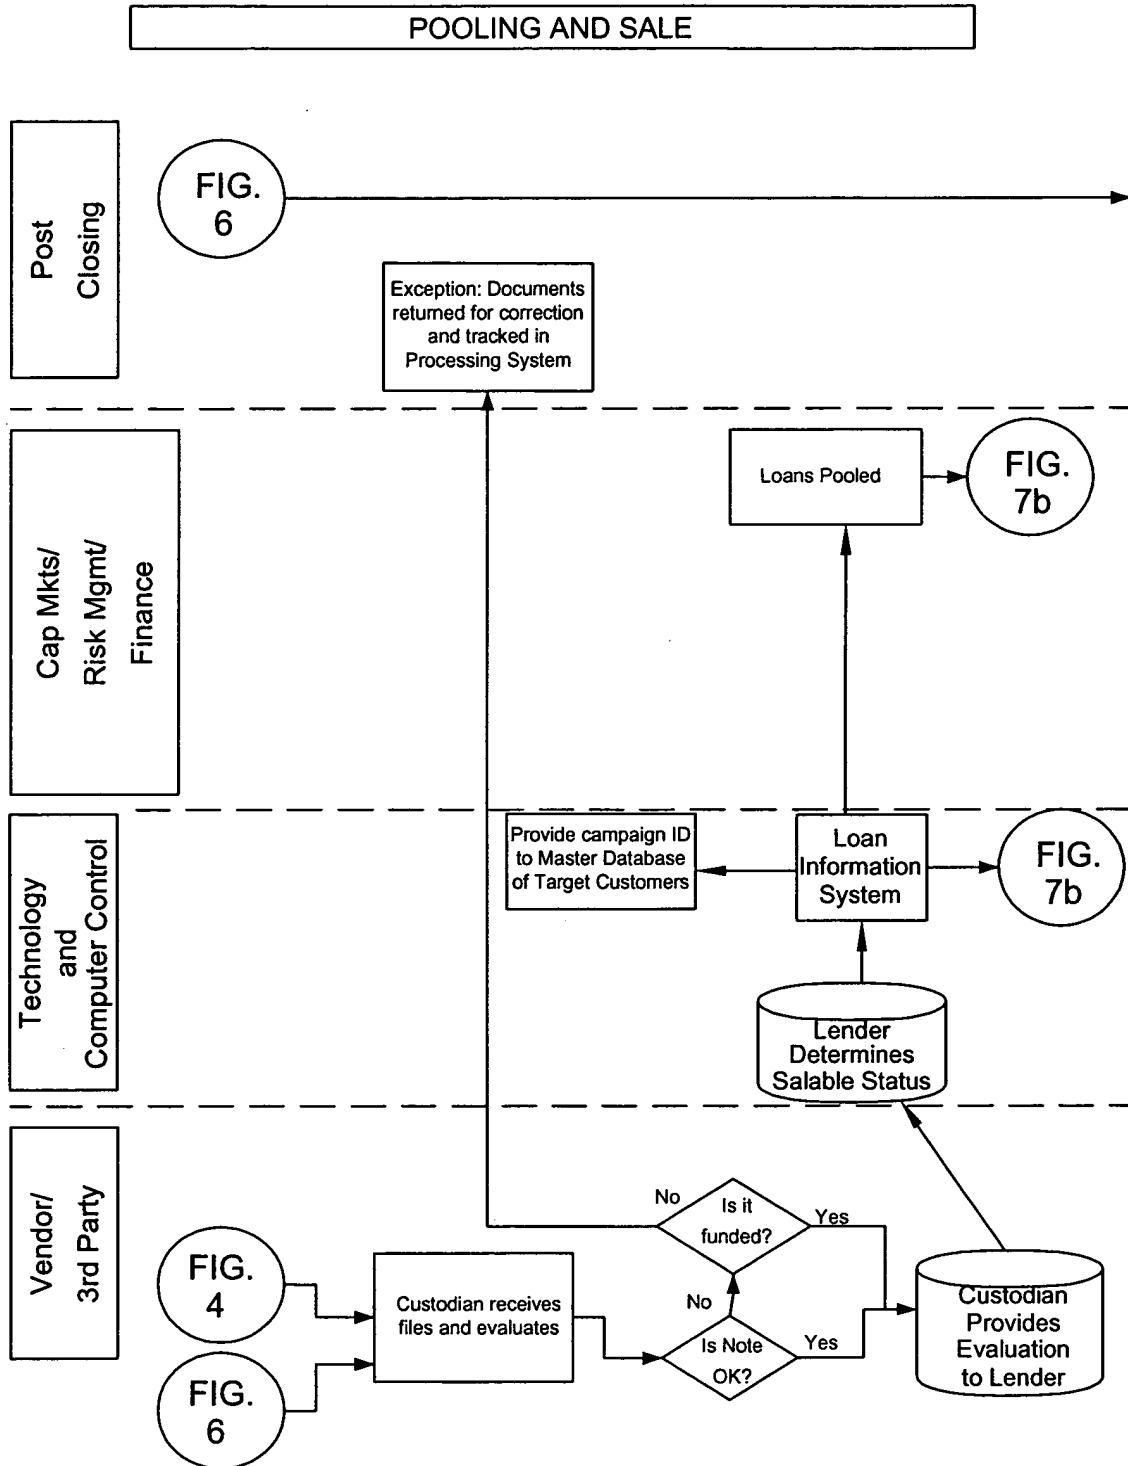 POOLING AND SALE
Post
Closing
FIG.
6
Exception: Documents
returned for correction
and tracked in
Processing System
Cap Mkts/
Risk Mgmt/
Finance
Loans Pooled
FIG.
7b
Technology
and
Computer Control
Provide campaign ID
to Master Database
of Target Customers
Loan
Information
System
FIG.
7b
Lender
Determines
Salable Status
Vendor/
3rd Party
FIG.
4
FIG.
6
Custodian receives
files and evaluates
No
Is it
funded?
Yes
No
Is Note
OK?
Yes
Custodian
Provides
Evaluation
to Lender